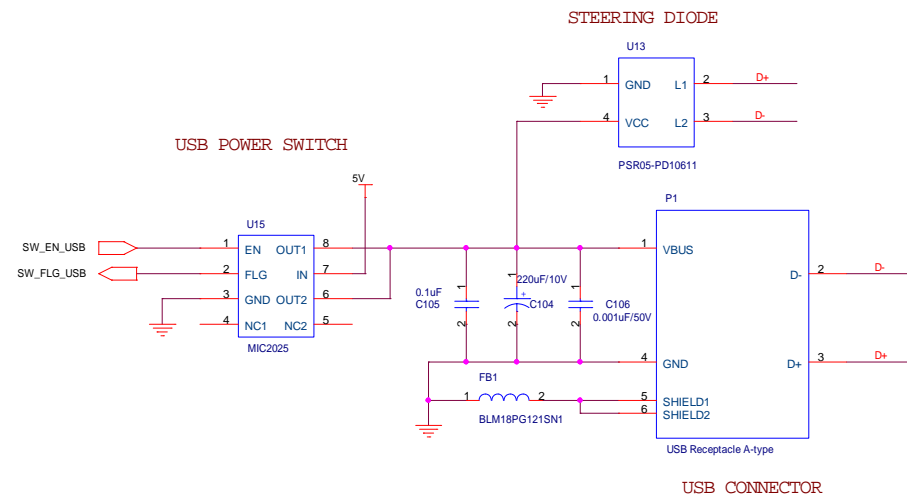 STEERING DIODE
U13
1 GND L1 2 D+
4 VCC L2 3 D-
PSR05-PD10611
USB POWER SWITCH
5V
U15
SW_EN_USB 1 EN OUT1 8
SW_FLG_USB 2 FLG IN 7
3 GND OUT2 6
4 NC1 NC2 5
MIC2025
0.1uF
C105
1
2
220uF/10V
1 +
C104
2
1
C106
0.001uF/50V
2
P1
1 VBUS
D- 2 D-
4 GND
D+ 3 D+
5 SHIELD1
6 SHIELD2
USB Receptacle A-type
FB1
1 2
BLM18PG121SN1
USB CONNECTOR